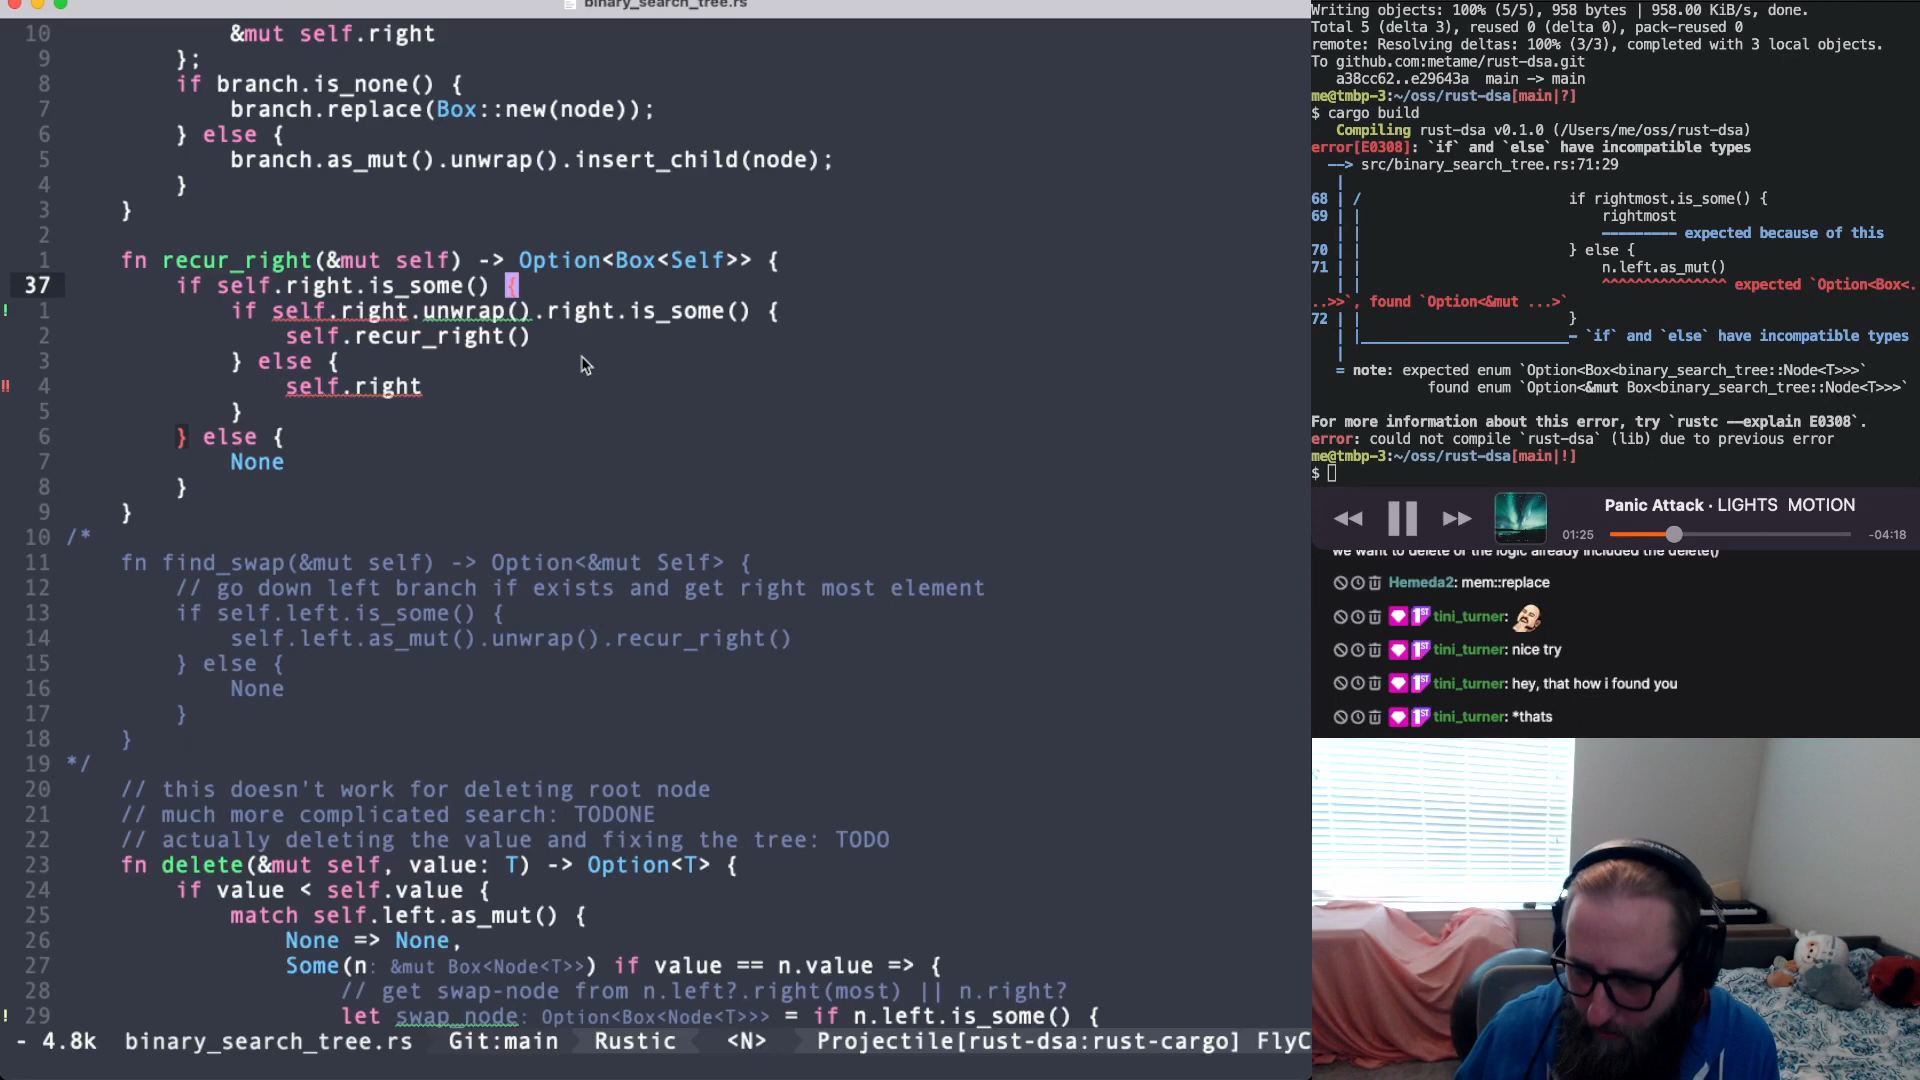 binary_search_tree.rs
10 &mut self.right
9 };
8 if branch.is_none() {
7 branch.replace(Box::new(node));
6 } else {
5 branch.as_mut().unwrap().insert_child(node);
4 }
3 }
2
1 fn recur_right(&mut self) -> Option<Box<Self>> {
37 if self.right.is_some() {
! 1 if self.right.unwrap().right.is_some() {
2 self.recur_right()
3 } else {
!! 4 self.right
5 }
6 } else {
7 None
8 }
9 }
10 /*
11 fn find_swap(&mut self) -> Option<&mut Self> {
12 // go down left branch if exists and get right most element
13 if self.left.is_some() {
14 self.left.as_mut().unwrap().recur_right()
15 } else {
16 None
17 }
18 }
19 */
20 // this doesn't work for deleting root node
21 // much more complicated search: TODONE
22 // actually deleting the value and fixing the tree: TODO
23 fn delete(&mut self, value: T) -> Option<T> {
24 if value < self.value {
25 match self.left.as_mut() {
26 None => None,
27 Some(n: &mut Box<Node<T>>) if value == n.value => {
28 // get swap-node from n.left?.right(most) || n.right?
! 29 let swap_node: Option<Box<Node<T>>> = if n.left.is_some() {
- 4.8k binary_search_tree.rs Git:main Rustic <N> Projectile[rust-dsa:rust-cargo] FlyC
Writing objects: 100% (5/5), 958 bytes | 958.00 KiB/s, done.
Total 5 (delta 3), reused 0 (delta 0), pack-reused 0
remote: Resolving deltas: 100% (3/3), completed with 3 local objects.
To github.com:metame/rust-dsa.git
a38cc62..e29643a main -> main
me@tmbp-3:~/oss/rust-dsa[main|?]
$ cargo build
Compiling rust-dsa v0.1.0 (/Users/me/oss/rust-dsa)
error[E0308]: `if` and `else` have incompatible types
--> src/binary_search_tree.rs:71:29
|
68 | / if rightmost.is_some() {
69 | | rightmost
| | --------- expected because of this
70 | | } else {
71 | | n.left.as_mut()
| | ^^^^^^^^^^^^^^^ expected `Option<Box<.
..>>`, found `Option<&mut ...>`
72 | | }
| |_______________________- `if` and `else` have incompatible types
|
= note: expected enum `Option<Box<binary_search_tree::Node<T>>>`
found enum `Option<&mut Box<binary_search_tree::Node<T>>>`
For more information about this error, try `rustc --explain E0308`.
error: could not compile `rust-dsa` (lib) due to previous error
me@tmbp-3:~/oss/rust-dsa[main|!]
$
Panic Attack · LIGHTS MOTION
01:25 -04:18
we want to delete or the logic already included the delete()
Hemeda2: mem::replace
1ST tini_turner:
1ST tini_turner: nice try
1ST tini_turner: hey, that how i found you
1ST tini_turner: *thats